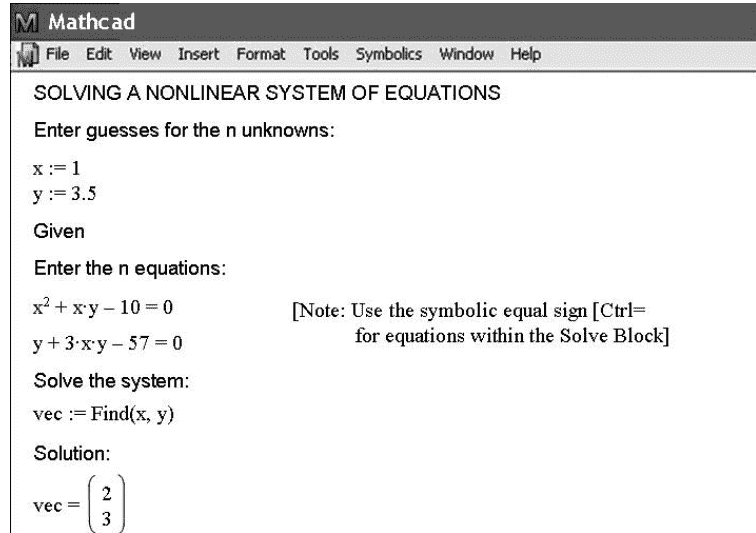 Mathcad
File Edit View Insert Format Tools Symbolics Window Help
SOLVING A NONLINEAR SYSTEM OF EQUATIONS
Enter guesses for the n unknowns:
x := 1
y := 3.5
Given
Enter the n equations:
x² + x·y – 10 = 0 [Note: Use the symbolic equal sign [Ctrl=
y + 3·x·y – 57 = 0 for equations within the Solve Block]
Solve the system:
vec := Find(x, y)
Solution:
vec = (2
3)